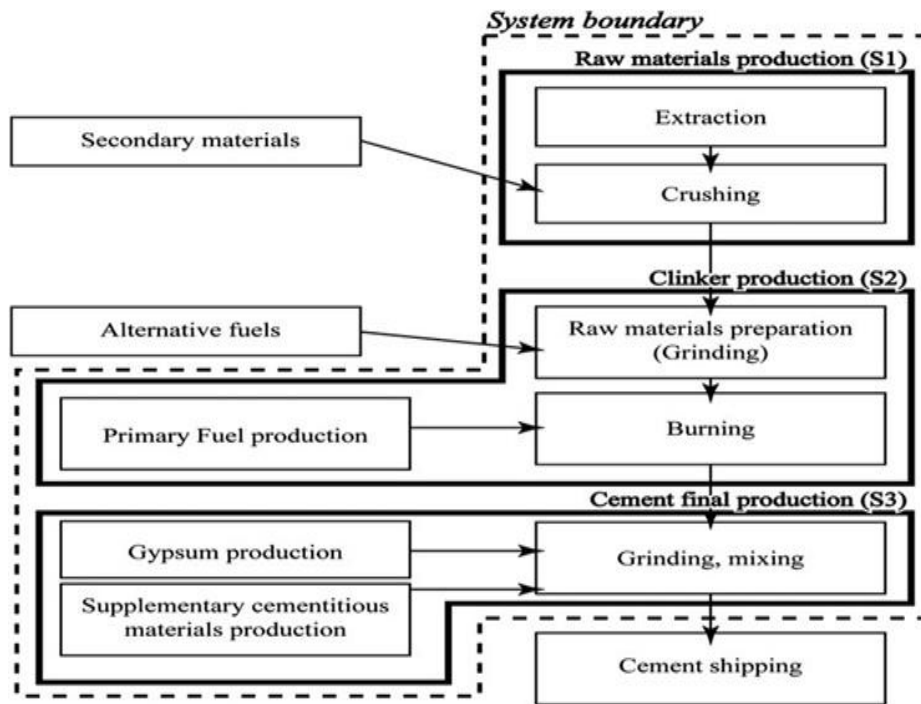 System boundary
Raw materials production (S1)
Extraction
Secondary materials
Crushing
Clinker production (S2)
Alternative fuels
Raw materials preparation
(Grinding)
Primary Fuel production
Burning
Cement final production (S3)
Gypsum production
Grinding, mixing
Supplementary cementitious
materials production
Cement shipping